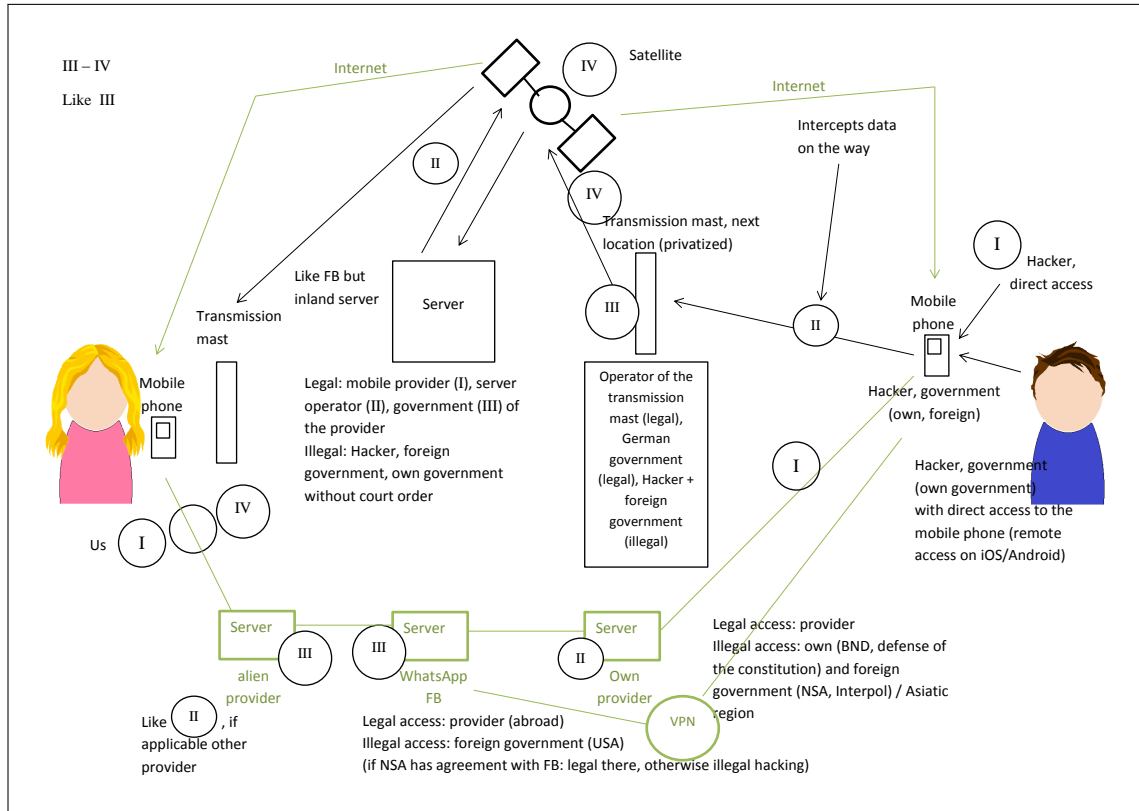 III – IV
Like III
Internet
IV
Satellite
Internet
Intercepts data
on the way
II
IV
Transmission mast, next
location (privatized)
I
Hacker,
direct access
Like FB but
inland server
Server
III
II
Mobile
phone
Transmission
mast
Mobile
phone
Legal: mobile provider (I), server
operator (II), government (III) of
the provider
Illegal: Hacker, foreign
government, own government
without court order
Operator of the
transmission
mast (legal),
German
government
(legal), Hacker +
foreign
government
(illegal)
Hacker, government
(own, foreign)
I
Hacker, government
(own government)
with direct access to the
mobile phone (remote
access on iOS/Android)
Us
I
IV
Server
III
alien
provider
III
Server
WhatsApp
FB
Server
II
Own
provider
Legal access: provider
Illegal access: own (BND, defense of
the constitution) and foreign
government (NSA, Interpol) / Asiatic
region
VPN
Like II , if
applicable other
provider
Legal access: provider (abroad)
Illegal access: foreign government (USA)
(if NSA has agreement with FB: legal there, otherwise illegal hacking)